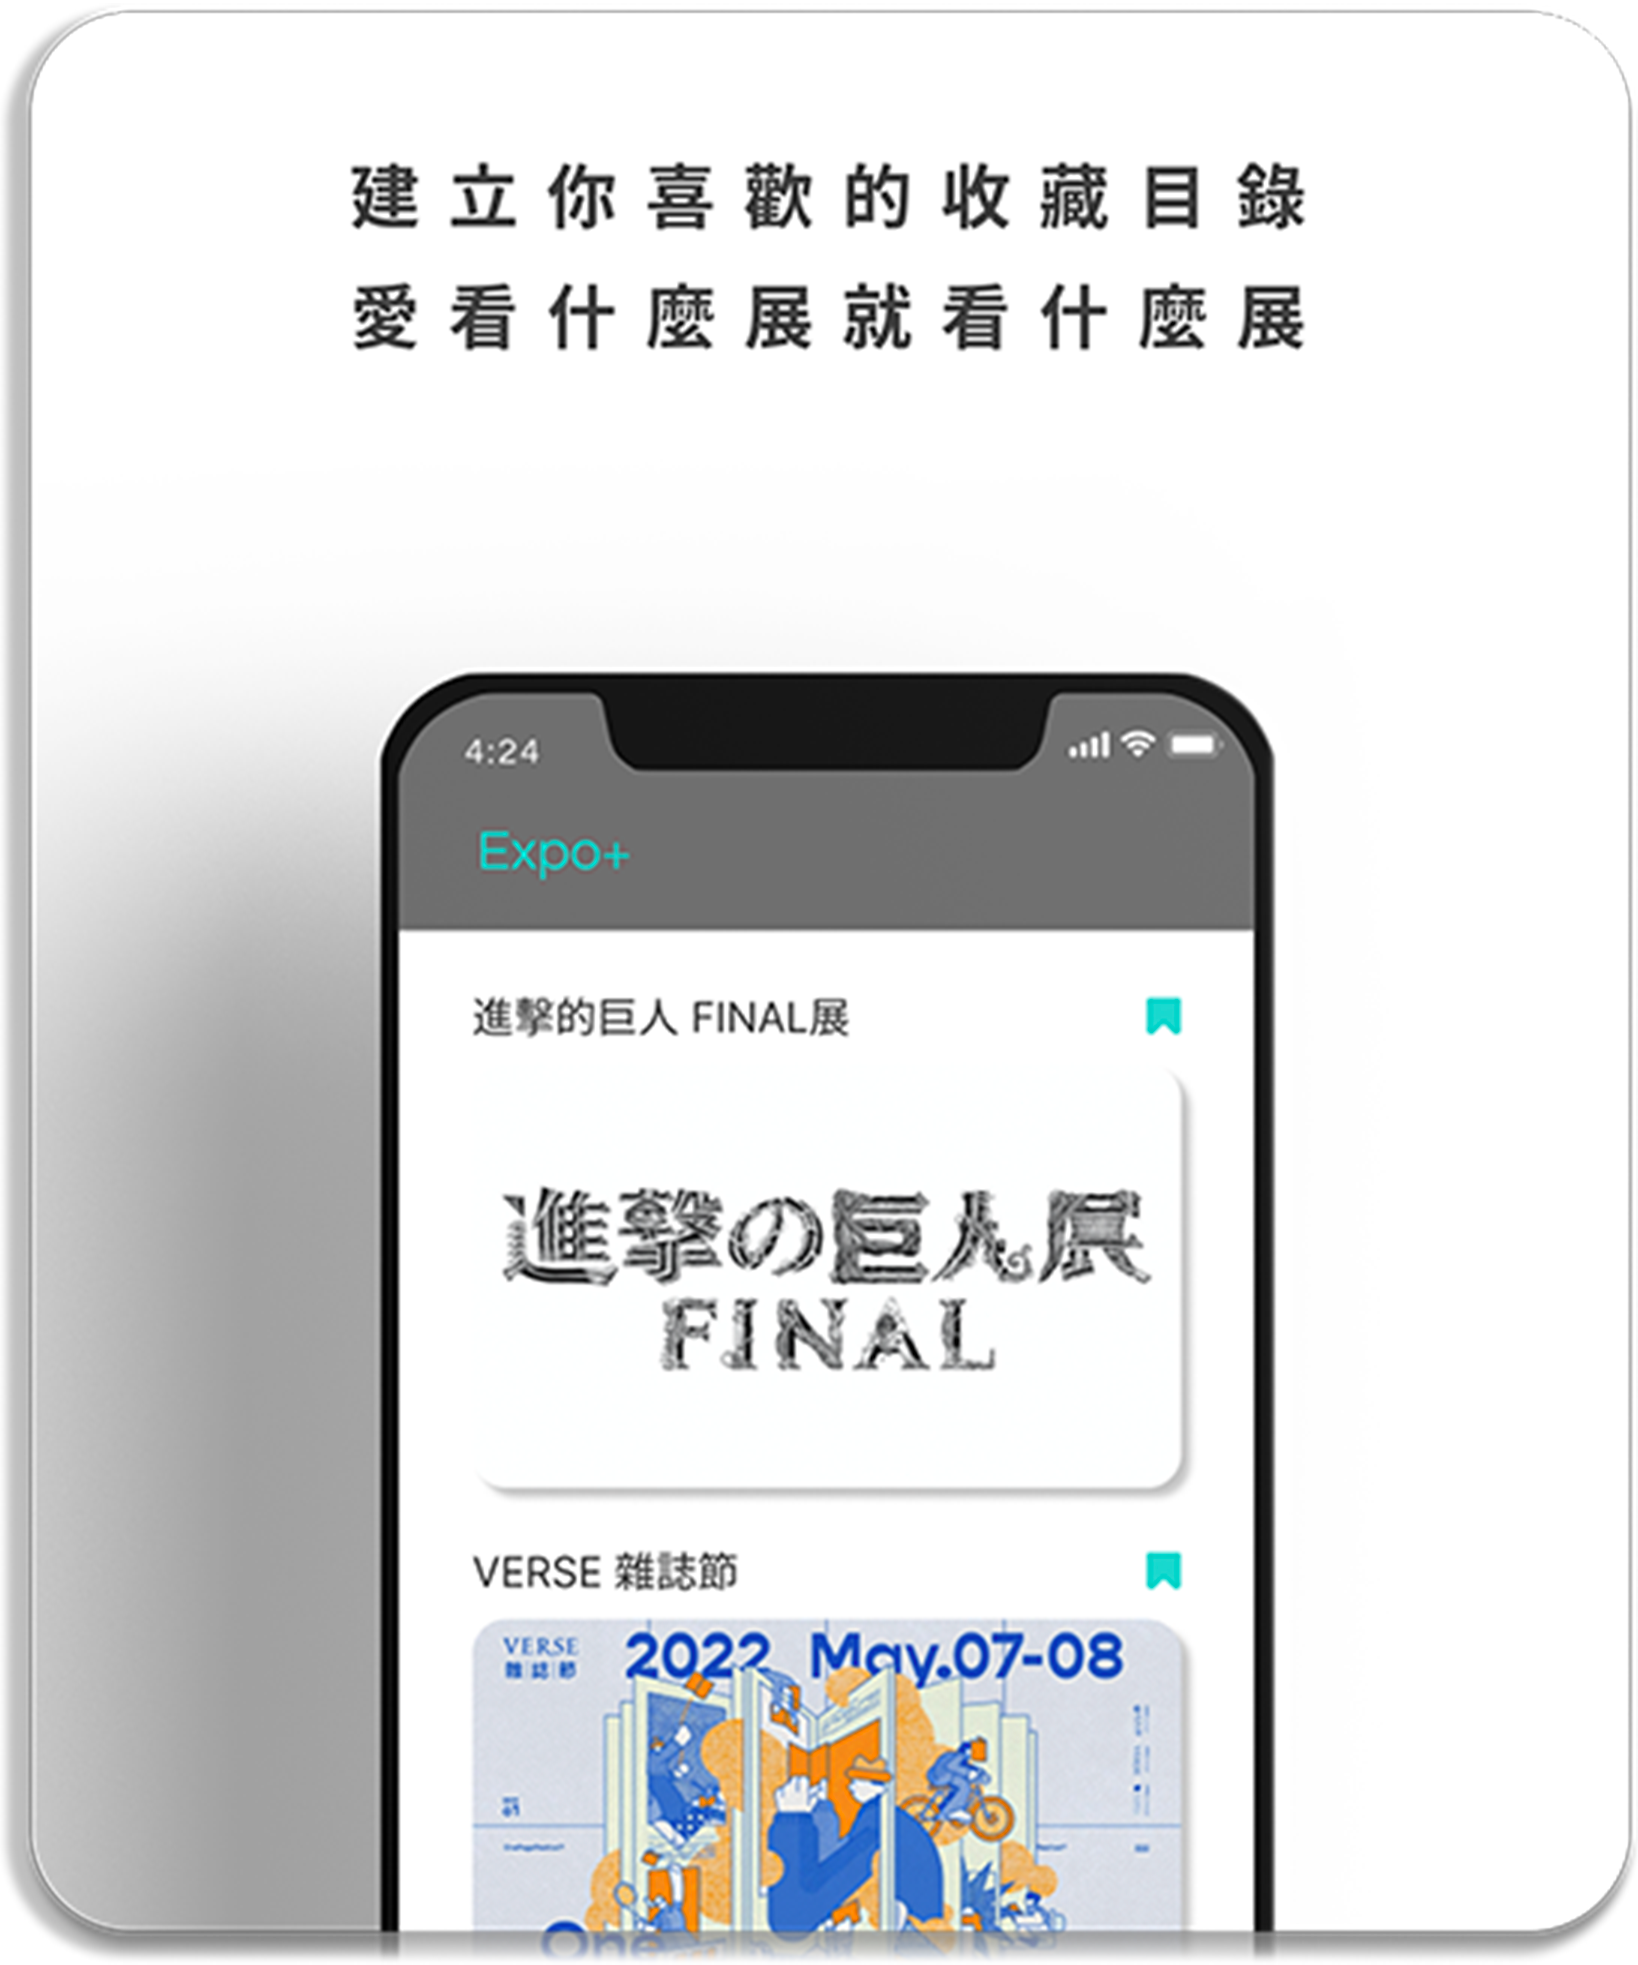 建立你喜歡的收藏目錄
愛看什麼展就看什麼展
4:24
Expo+
進擊的巨人 FINAL展
進撃の巨人展
FINAL
VERSE 雜誌節
VERSE 2022 May.07-08
雜誌節
One